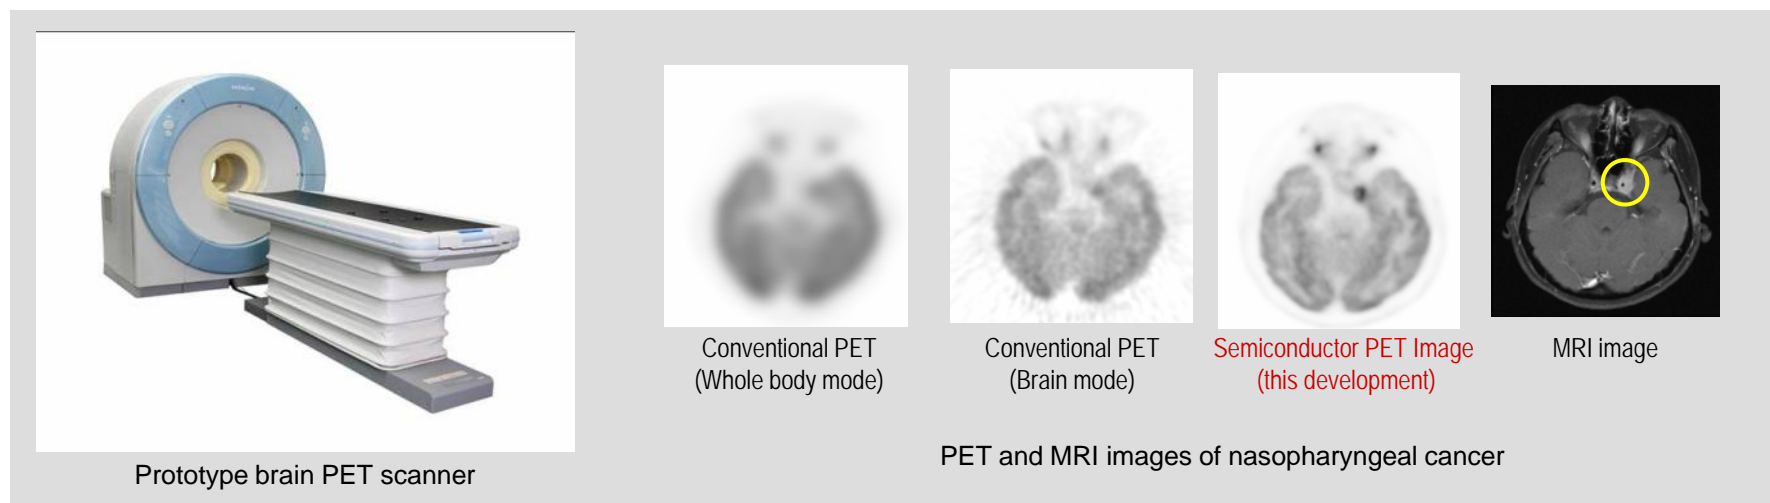 HITACHI
Prototype brain PET scanner
Conventional PET
(Whole body mode)
Conventional PET
(Brain mode)
Semiconductor PET Image
(this development)
MRI image
PET and MRI images of nasopharyngeal cancer